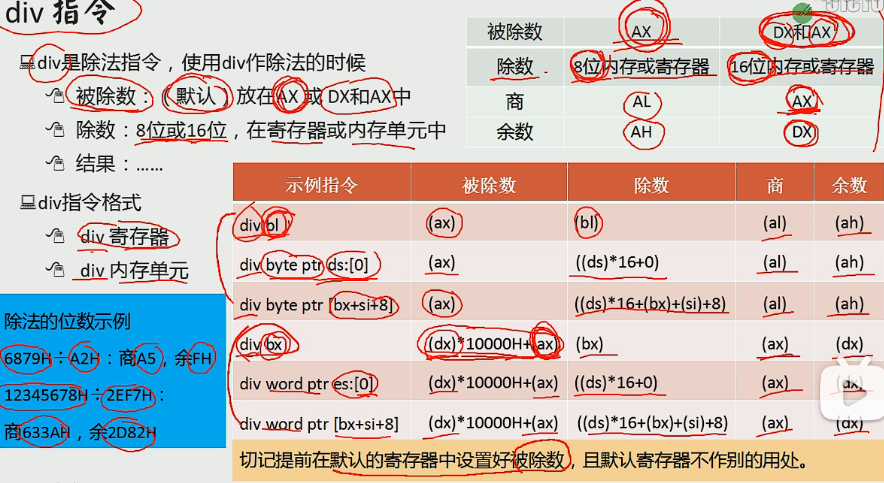 div 指令
div是除法指令，使用div作除法的时候
被除数：（默认）放在AX 或 DX和AX中
除数：8位或16位，在寄存器或内存单元中
结果：……
div指令格式
div 寄存器
div 内存单元
除法的位数示例
6879H÷A2H：商A5，余FH
12345678H÷2EF7H：
商633AH，余2D82H
被除数 AX DX和AX
除数 8位内存或寄存器 16位内存或寄存器
商 AL AX
余数 AH DX
示例指令 被除数 除数 商 余数
div bl (ax) (bl) (al) (ah)
div byte ptr ds:[0] (ax) ((ds)*16+0) (al) (ah)
div byte ptr [bx+si+8] (ax) ((ds)*16+(bx)+(si)+8) (al) (ah)
div bx (dx)*10000H+(ax) (bx) (ax) (dx)
div word ptr es:[0] (dx)*10000H+(ax) ((ds)*16+0) (ax) (dx)
div word ptr [bx+si+8] (dx)*10000H+(ax) ((ds)*16+(bx)+(si)+8) (ax) (dx)
切记提前在默认的寄存器中设置好被除数，且默认寄存器不作别的用处。